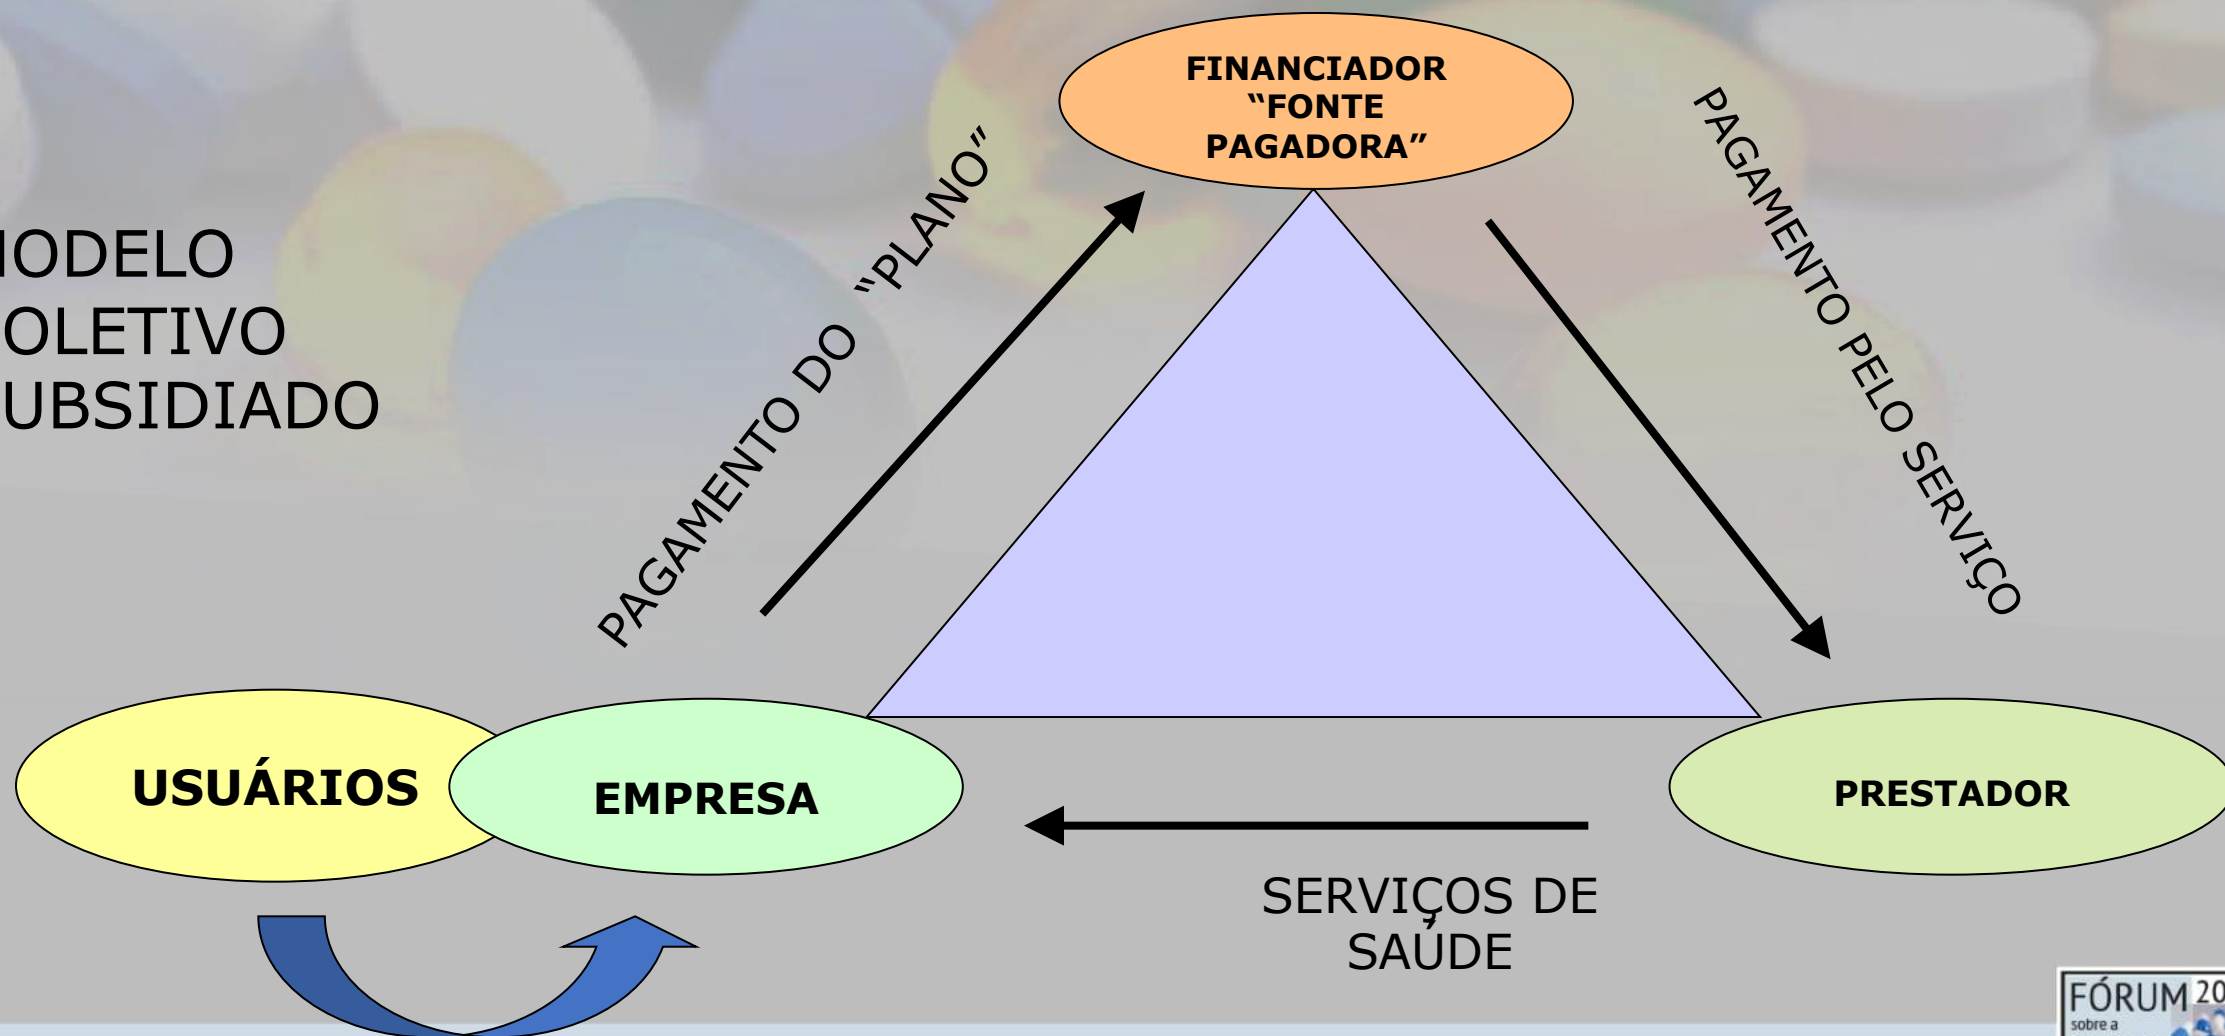 FINANCIADOR
“FONTE
PAGADORA”
PAGAMENTO DO “PLANO”
PAGAMENTO PELO SERVIÇO
ODELO
OLETIVO
UBSIDIADO
USUÁRIOS
EMPRESA
PRESTADOR
SERVIÇOS DE
SAÚDE
FÓRUM 20
sobre a